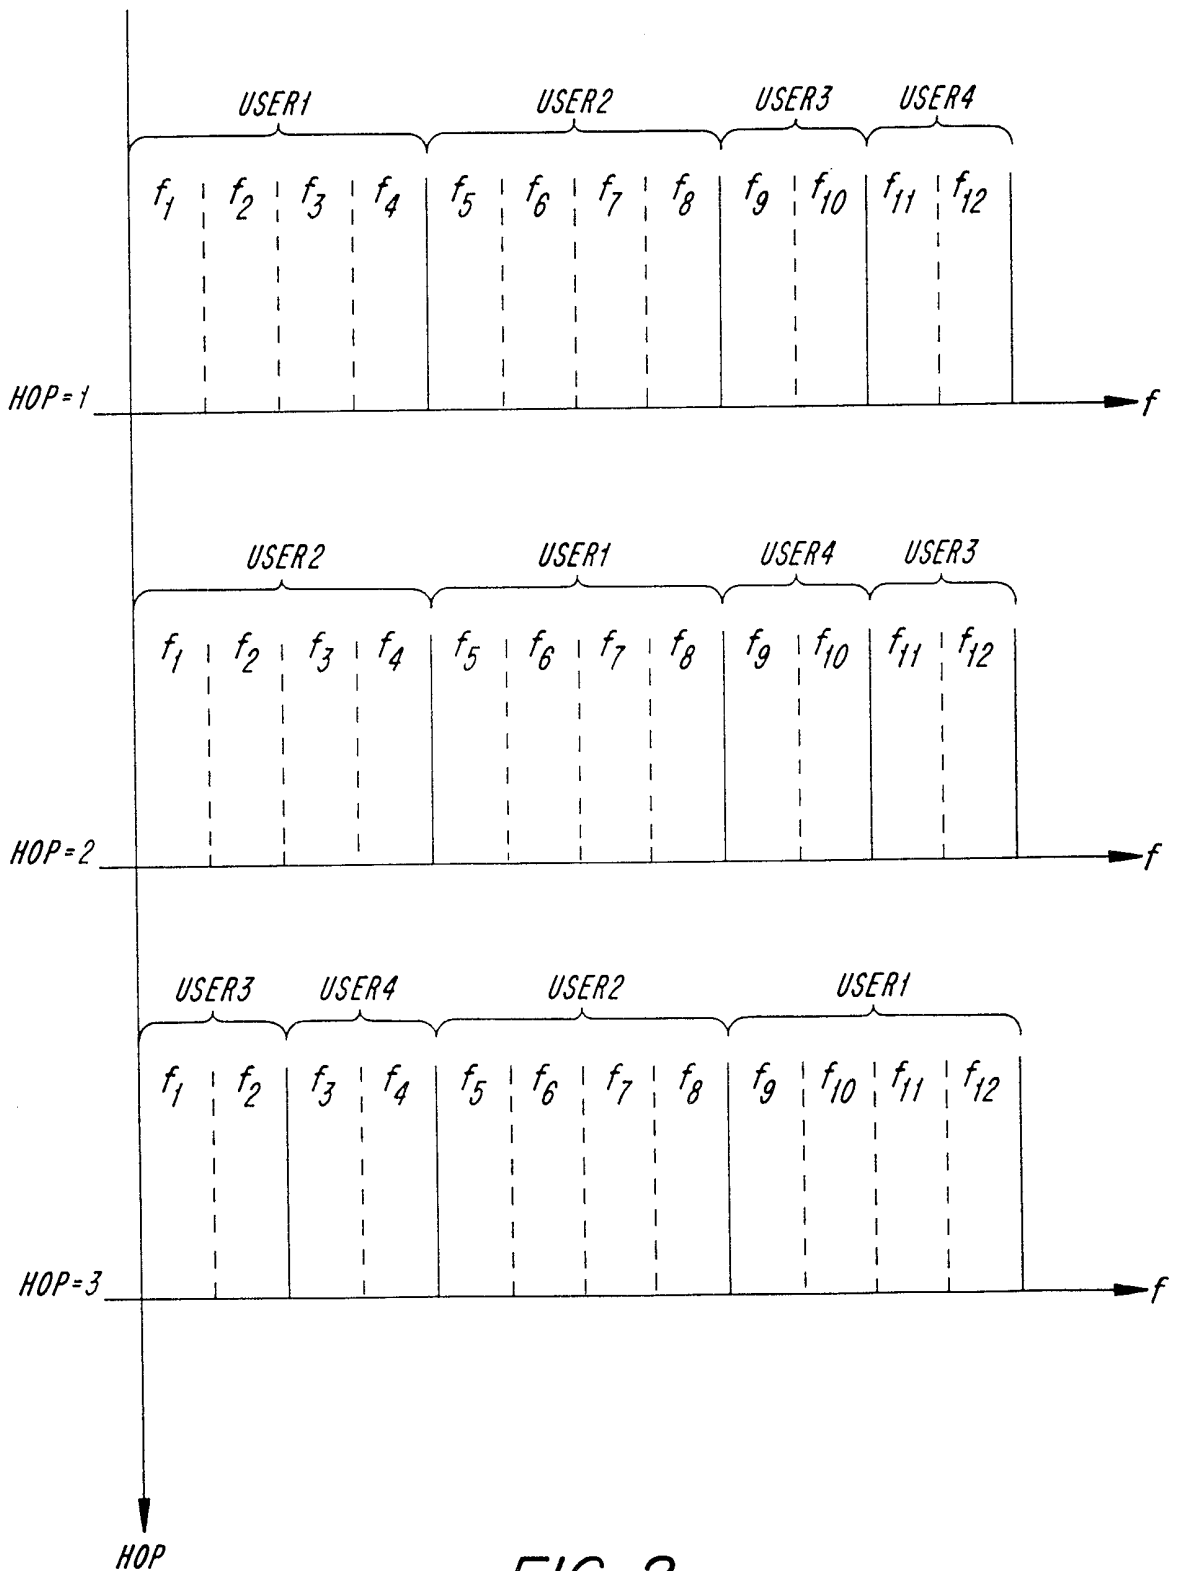 USER1 USER2 USER3 USER4
f1 f2 f3 f4 f5 f6 f7 f8 f9 f10 f11 f12
HOP=1 f
USER2 USER1 USER4 USER3
f1 f2 f3 f4 f5 f6 f7 f8 f9 f10 f11 f12
HOP=2 f
USER3 USER4 USER2 USER1
f1 f2 f3 f4 f5 f6 f7 f8 f9 f10 f11 f12
HOP=3 f
HOP